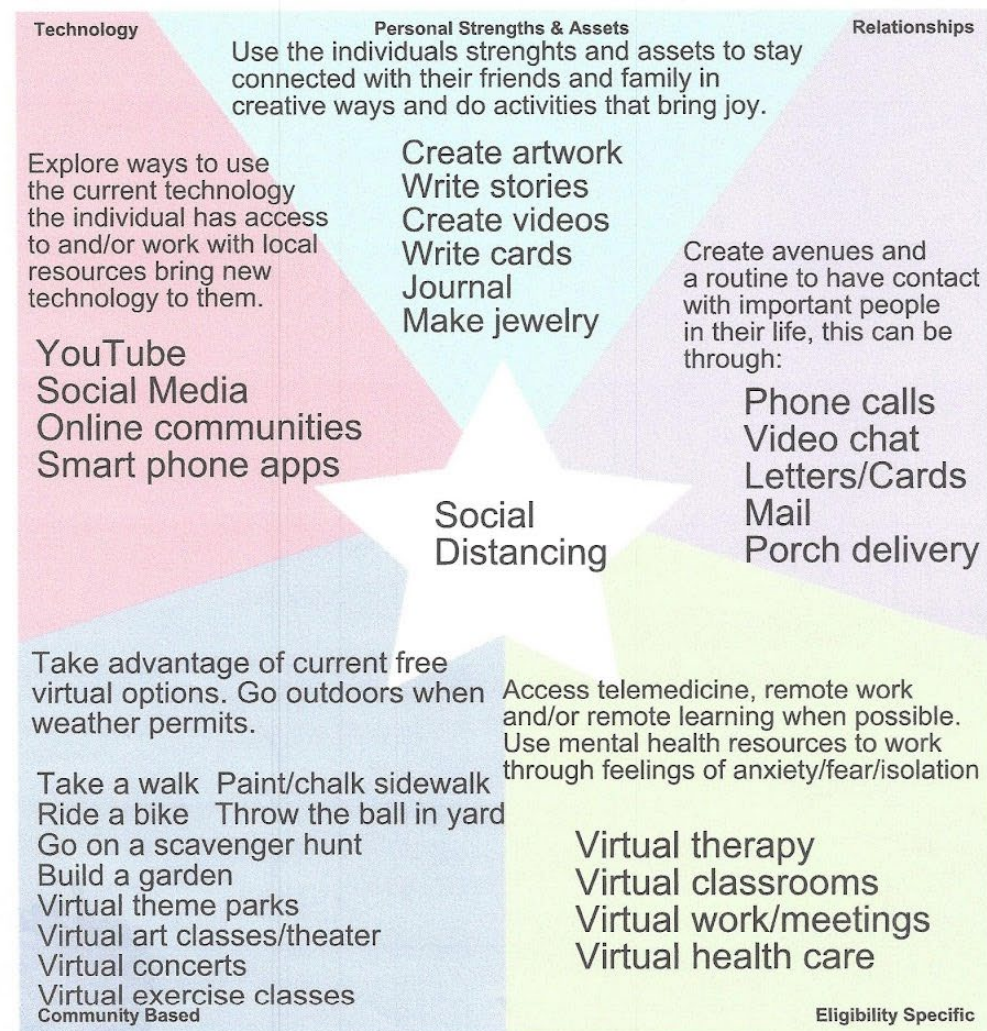 Technology
Explore ways to use
the current technology
the individual has access
to and/or work with local
resources bring new
technology to them.
YouTube
Social Media
Online communities
Smart phone apps
Personal Strengths & Assets
Use the individuals strenghts and assets to stay
connected with their friends and family in
creative ways and do activities that bring joy.
Create artwork
Write stories
Create videos
Write cards
Journal
Make jewelry
Relationships
Create avenues and
a routine to have contact
with important people
in their life, this can be
through:
Phone calls
Video chat
Letters/Cards
Mail
Porch delivery
Social
Distancing
Take advantage of current free
virtual options. Go outdoors when
weather permits.
Take a walk Paint/chalk sidewalk
Ride a bike Throw the ball in yard
Go on a scavenger hunt
Build a garden
Virtual theme parks
Virtual art classes/theater
Virtual concerts
Virtual exercise classes
Community Based
Access telemedicine, remote work
and/or remote learning when possible.
Use mental health resources to work
through feelings of anxiety/fear/isolation
Virtual therapy
Virtual classrooms
Virtual work/meetings
Virtual health care
Eligibility Specific